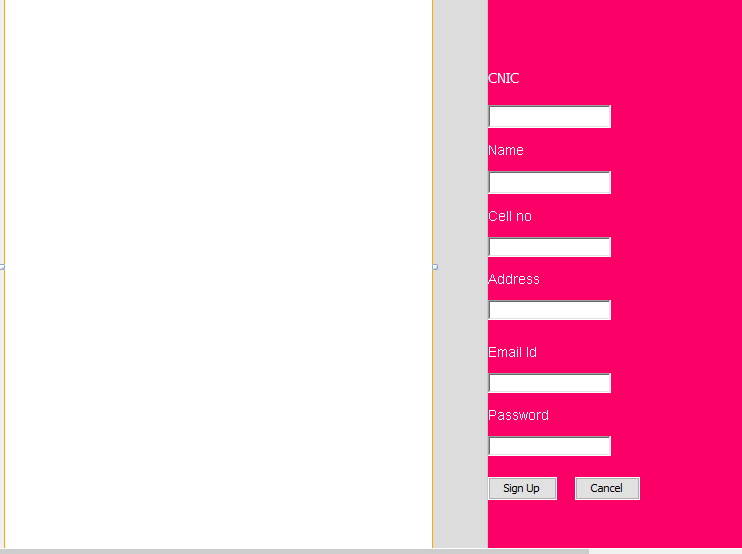 CNIC
Name
Cell no
Address
Email Id
Password
Sign Up Cancel